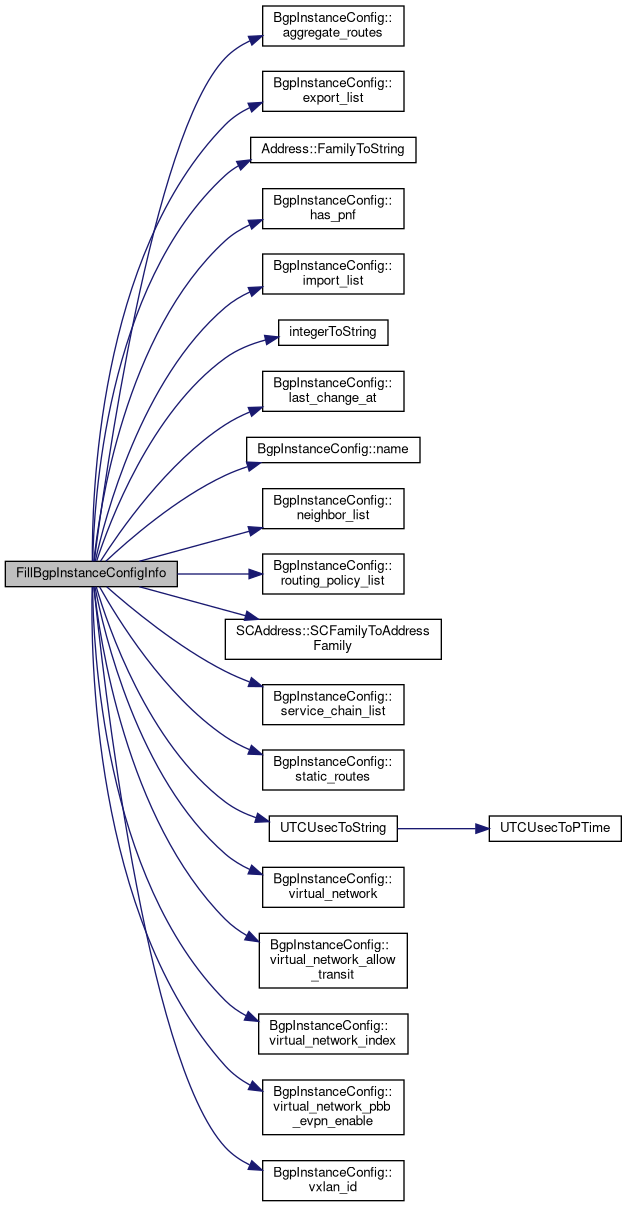 BgpInstanceConfig::
aggregate_routes
BgpInstanceConfig::
export_list
Address::FamilyToString
BgpInstanceConfig::
has_pnf
BgpInstanceConfig::
import_list
integerToString
BgpInstanceConfig::
last_change_at
BgpInstanceConfig::name
BgpInstanceConfig::
neighbor_list
FillBgpInstanceConfigInfo
BgpInstanceConfig::
routing_policy_list
SCAddress::SCFamilyToAddress
Family
BgpInstanceConfig::
service_chain_list
BgpInstanceConfig::
static_routes
UTCUsecToString
UTCUsecToPTime
BgpInstanceConfig::
virtual_network
BgpInstanceConfig::
virtual_network_allow
_transit
BgpInstanceConfig::
virtual_network_index
BgpInstanceConfig::
virtual_network_pbb
_evpn_enable
BgpInstanceConfig::
vxlan_id